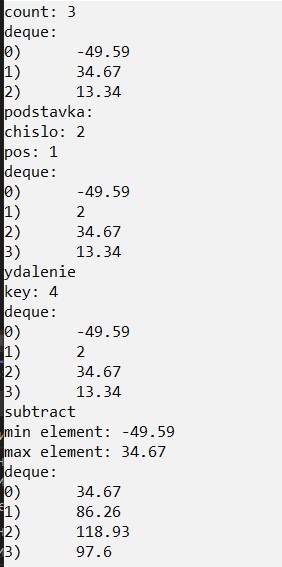 count: 3
deque:
0) -49.59
1) 34.67
2) 13.34
podstavka:
chislo: 2
pos: 1
deque:
0) -49.59
1) 2
2) 34.67
3) 13.34
ydalenie
key: 4
deque:
0) -49.59
1) 2
2) 34.67
3) 13.34
subtract
min element: -49.59
max element: 34.67
deque:
0) 34.67
1) 86.26
2) 118.93
3) 97.6